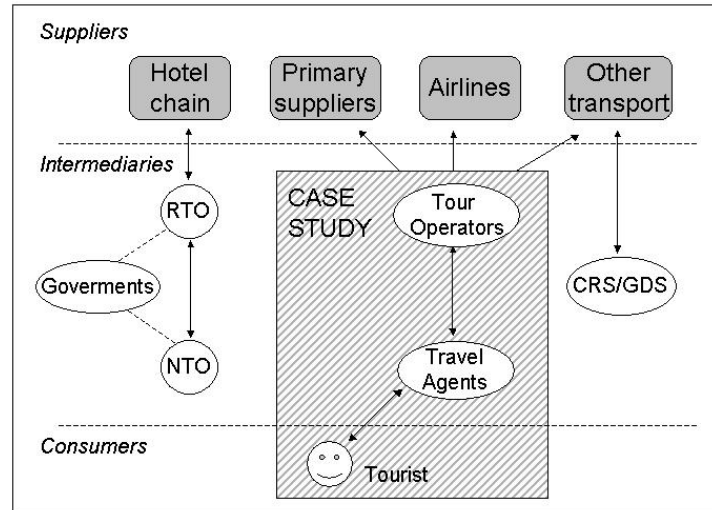 Suppliers
Hotel
chain
Primary
suppliers
Airlines
Other
transport
Intermediaries
CASE
STUDY
RTO
Tour
Operators
Goverments
CRS/GDS
NTO
Travel
Agents
Consumers
Tourist